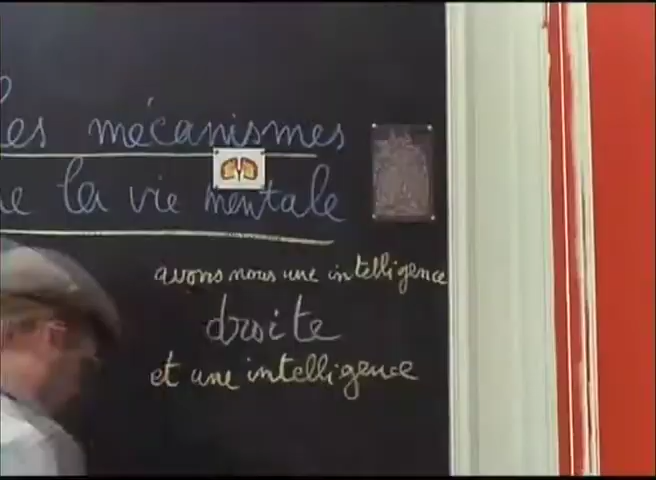 les mécanismes
la vie mentale
avons nous une intelligence
droite
et une intelligence